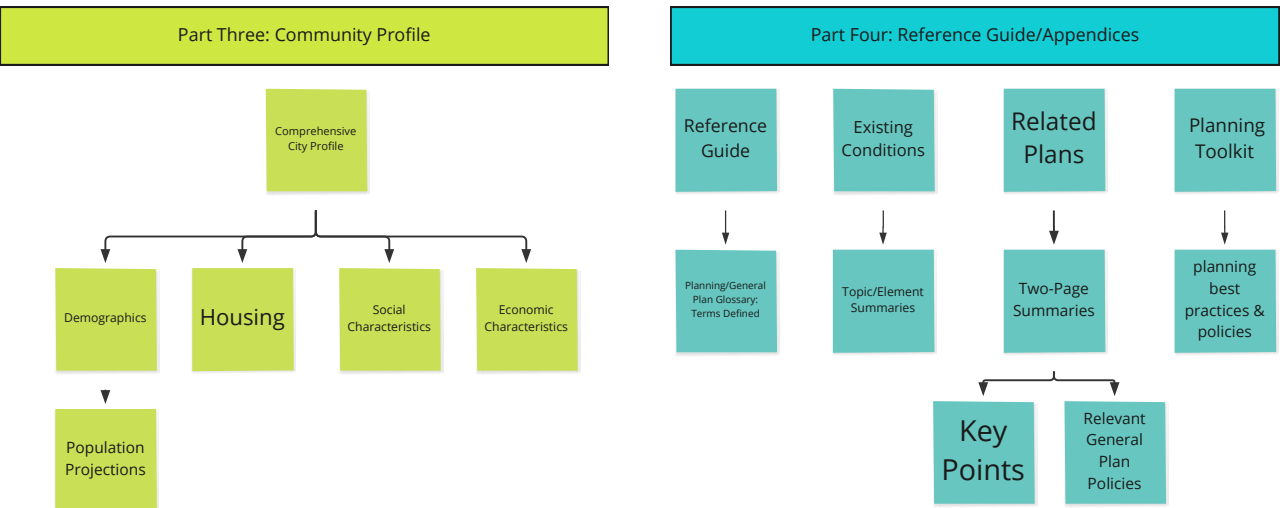 Part Three: Community Profile
Comprehensive
City Profile
Demographics
Housing
Social
Characteristics
Economic
Characteristics
Population
Projections
Part Four: Reference Guide/Appendices
Reference
Guide
Existing
Conditions
Related
Plans
Planning
Toolkit
Planning/General
Plan Glossary:
Terms Defined
Topic/Element
Summaries
Two-Page
Summaries
planning
best
practices &
policies
Key
Points
Relevant
General
Plan
Policies